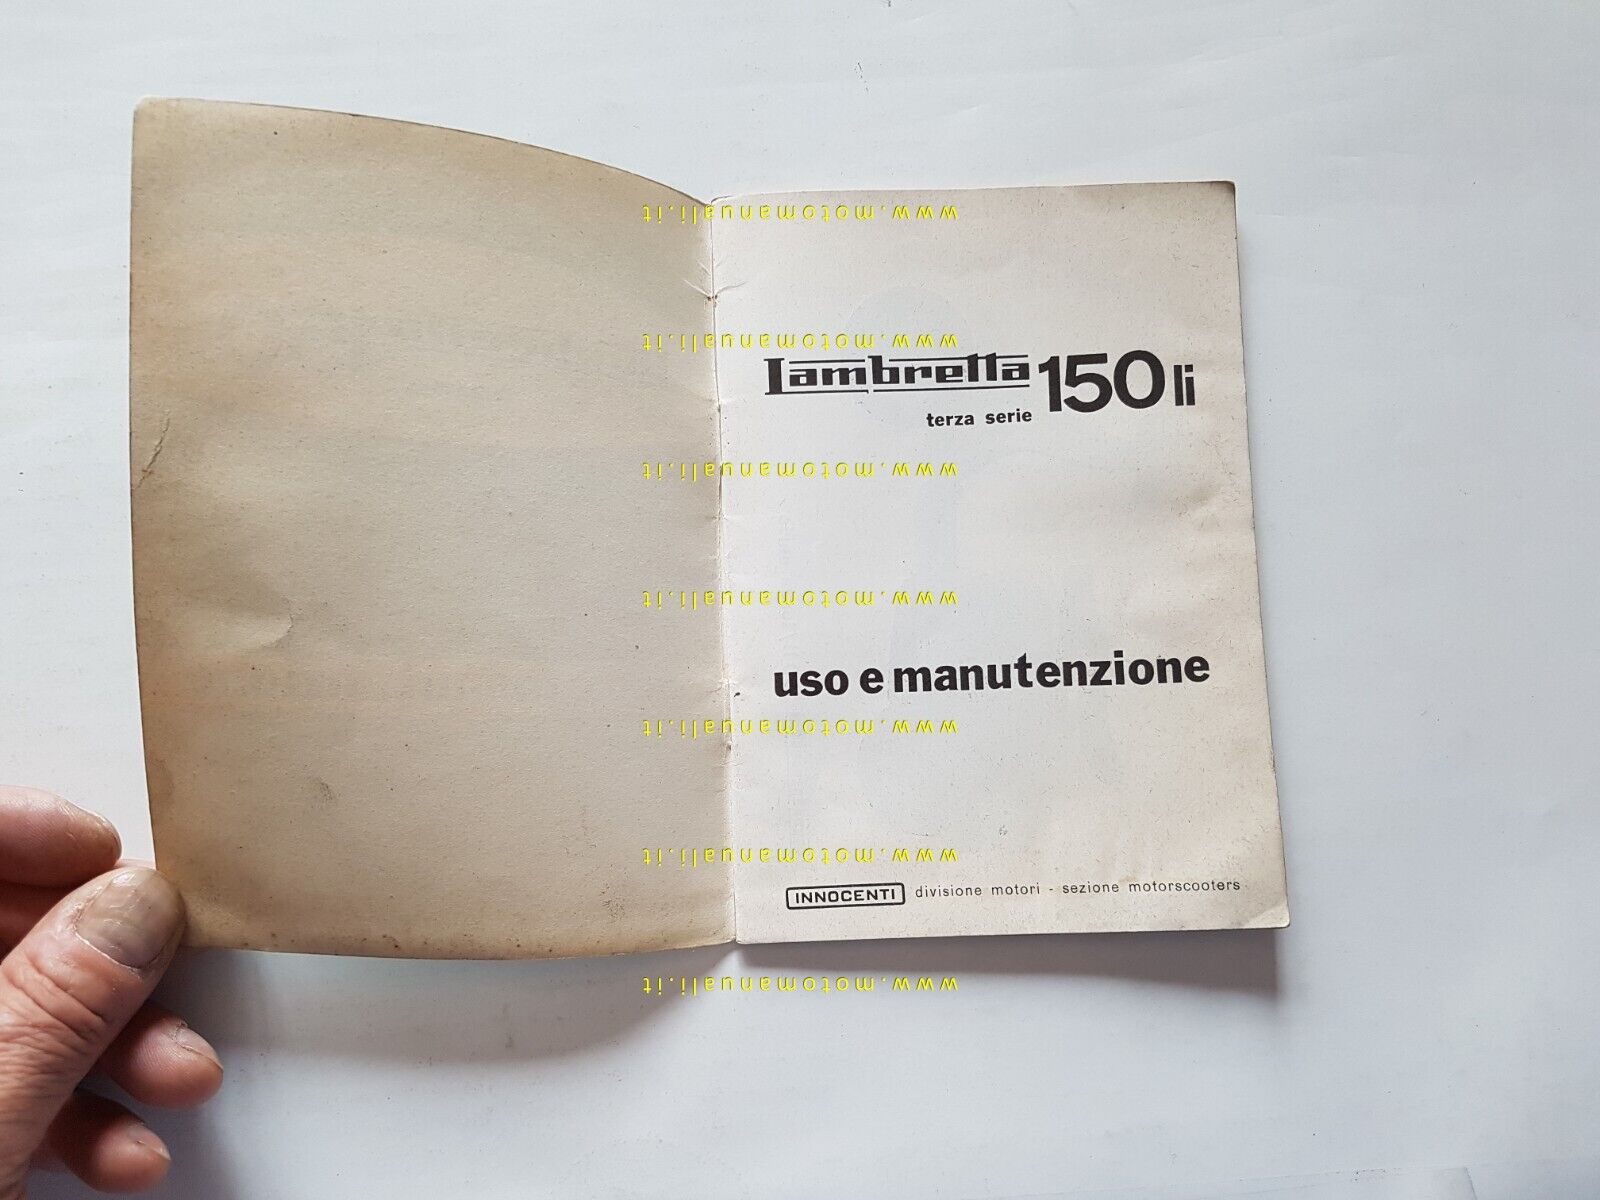 www.motomanuali.it
www.motomanuali.it
Lambretta 150 li
terza serie
www.motomanuali.it
www.motomanuali.it
uso e manutenzione
www.motomanuali.it
www.motomanuali.it
INNOCENTI divisione motori - sezione motorscooters
www.motomanuali.it